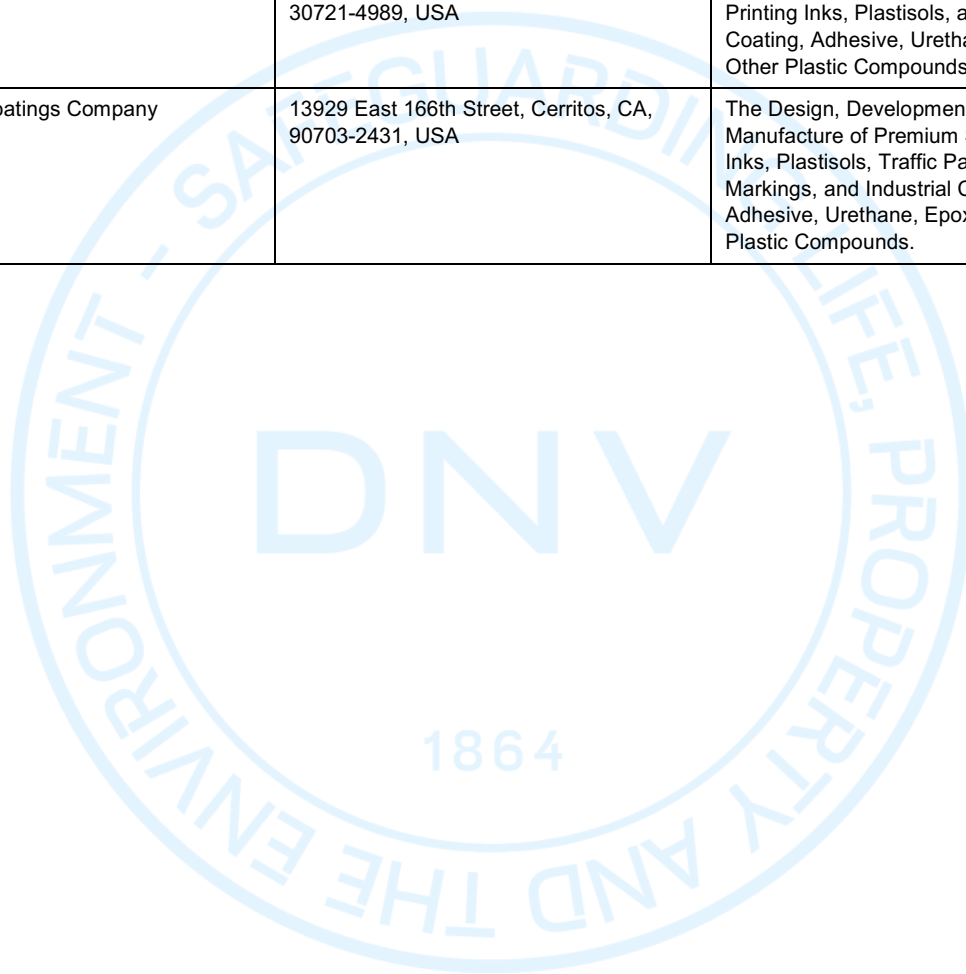 30721-4989, USA
Printing Inks, Plastisols, a
Coating, Adhesive, Uretha
Other Plastic Compounds
oatings Company
13929 East 166th Street, Cerritos, CA,
90703-2431, USA
The Design, Developmen
Manufacture of Premium
Inks, Plastisols, Traffic Pa
Markings, and Industrial C
Adhesive, Urethane, Epox
Plastic Compounds.
SAFEGUARDING LIFE, PROPERTY AND THE ENVIRONMENT -
DNV
1864